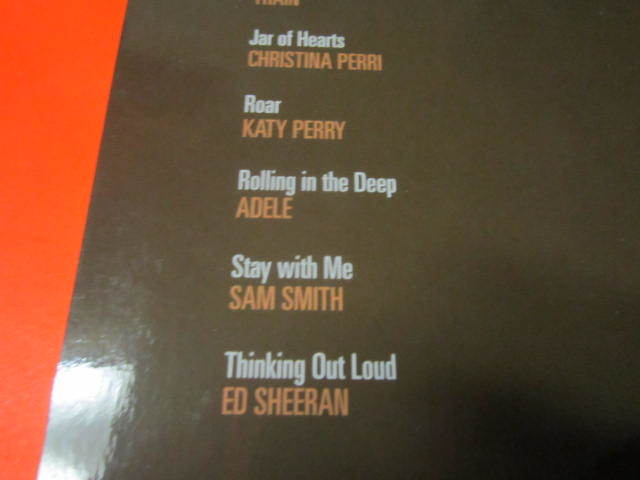 TRAIN
Jar of Hearts
CHRISTINA PERRI
Roar
KATY PERRY
Rolling in the Deep
ADELE
Stay with Me
SAM SMITH
Thinking Out Loud
ED SHEERAN